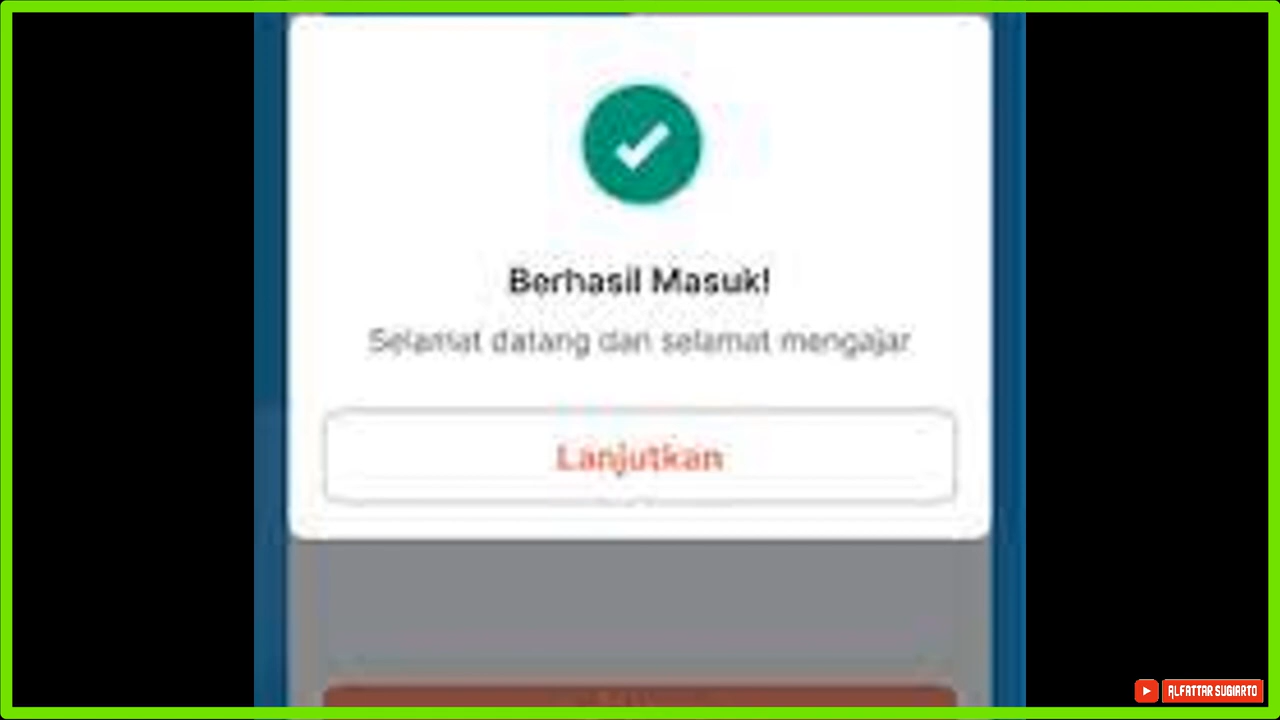 Berhasil Masuk!
Selamat datang dan selamat mengajar
Lanjutkan
ALFATTAR SUGIARTO